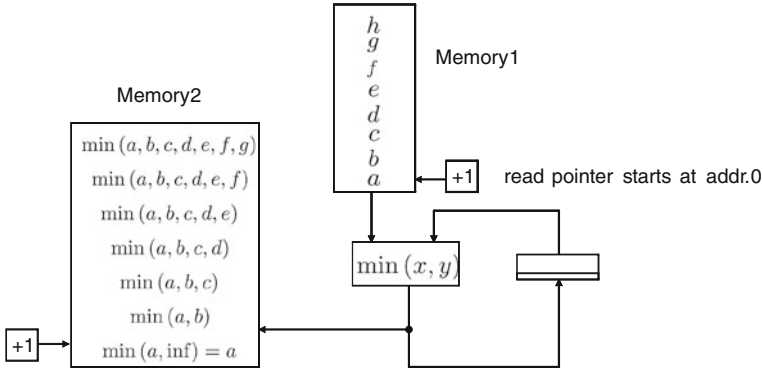 h
g
f
e
d
c
b
a
Memory1
Memory2
min (a, b, c, d, e, f, g)
min (a, b, c, d, e, f)
min (a, b, c, d, e)
min (a, b, c, d)
min (a, b, c)
min (a, b)
min (a, inf) = a
+1
read pointer starts at addr.0
min (x, y)
+1